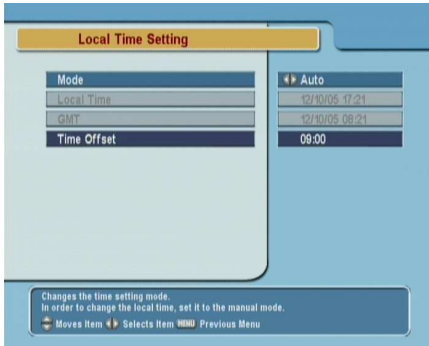 Local Time Setting
Mode Auto
Local Time 12/10/05 17:21
GMT 12/10/05 08:21
Time Offset 09:00
Changes the time setting mode.
In order to change the local time, set it to the manual mode.
Moves Item Selects Item MENU Previous Menu